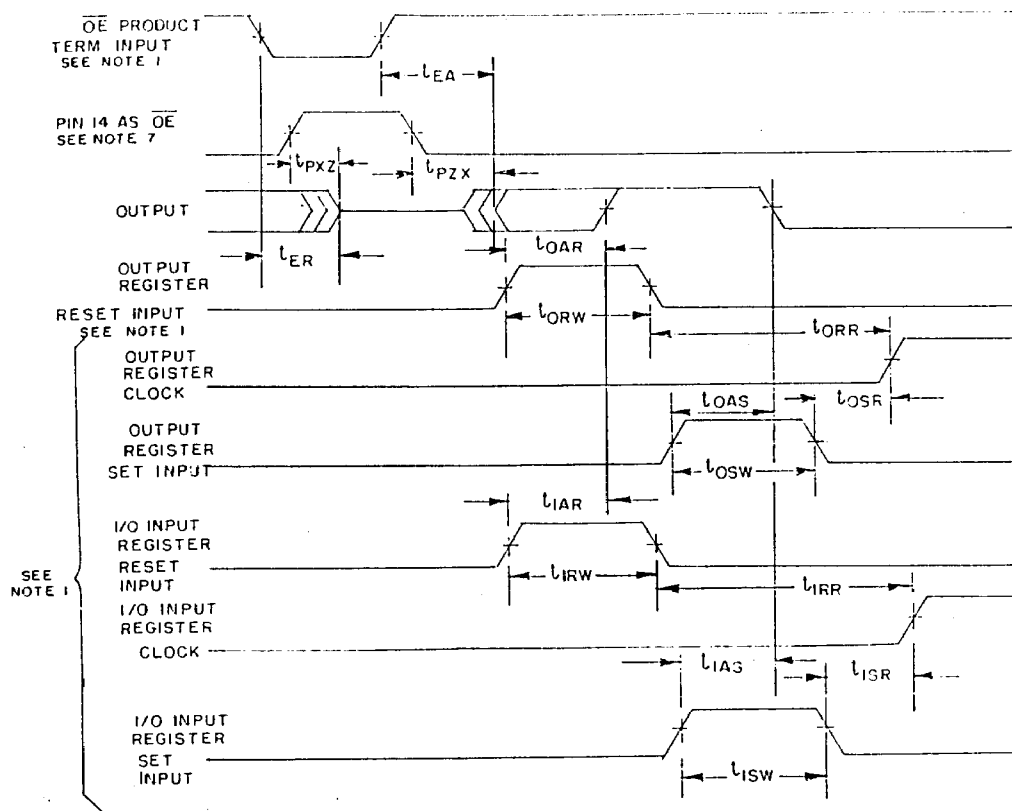 O̅E̅ PRODUCT
TERM INPUT
SEE NOTE 1
tEA
PIN 14 AS O̅E̅
SEE NOTE 7
tPXZ
tPZX
OUTPUT
tOAR
tER
OUTPUT
REGISTER
RESET INPUT
SEE NOTE 1
tORW
tORR
OUTPUT
REGISTER
CLOCK
tOAS
tOSR
OUTPUT
REGISTER
SET INPUT
tOSW
tIAR
I/O INPUT
REGISTER
RESET
INPUT
tIRW
tIRR
SEE
NOTE 1
I/O INPUT
REGISTER
CLOCK
tIAS
tISR
I/O INPUT
REGISTER
SET
INPUT
tISW